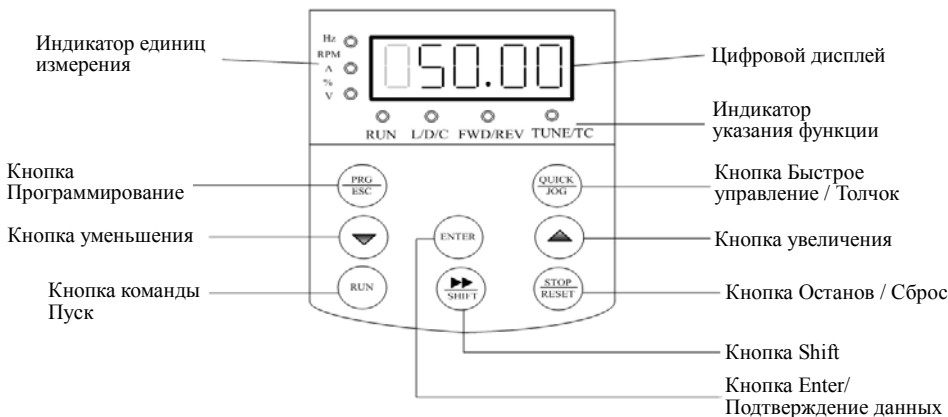 Индикатор единиц
измерения
Hz
RPM
A
%
V
50.00
RUN L/D/C FWD/REV TUNE/TC
Цифровой дисплей
Индикатор
указания функции
Кнопка
Программирование
PRG
ESC
QUICK
JOG
Кнопка Быстрое
управление / Толчок
Кнопка уменьшения
ENTER
Кнопка увеличения
Кнопка команды
Пуск
RUN
SHIFT
STOP
RESET
Кнопка Останов / Сброс
Кнопка Shift
Кнопка Enter/
Подтверждение данных